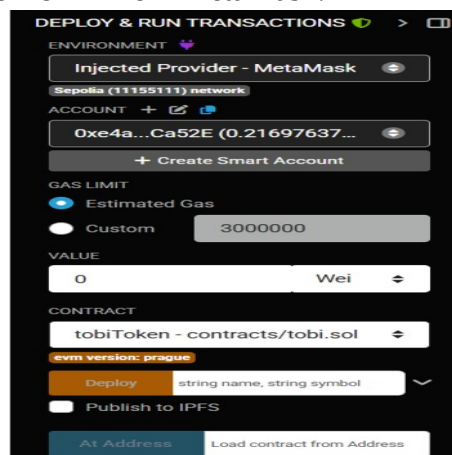 DEPLOY & RUN TRANSACTIONS
ENVIRONMENT
Injected Provider - MetaMask
Sepolia (11155111) network
ACCOUNT
0xe4a...Ca52E (0.21697637...
+ Create Smart Account
GAS LIMIT
Estimated Gas
Custom 3000000
VALUE
0 Wei
CONTRACT
tobiToken - contracts/tobi.sol
evm version: prague
Deploy string name, string symbol
Publish to IPFS
At Address Load contract from Address